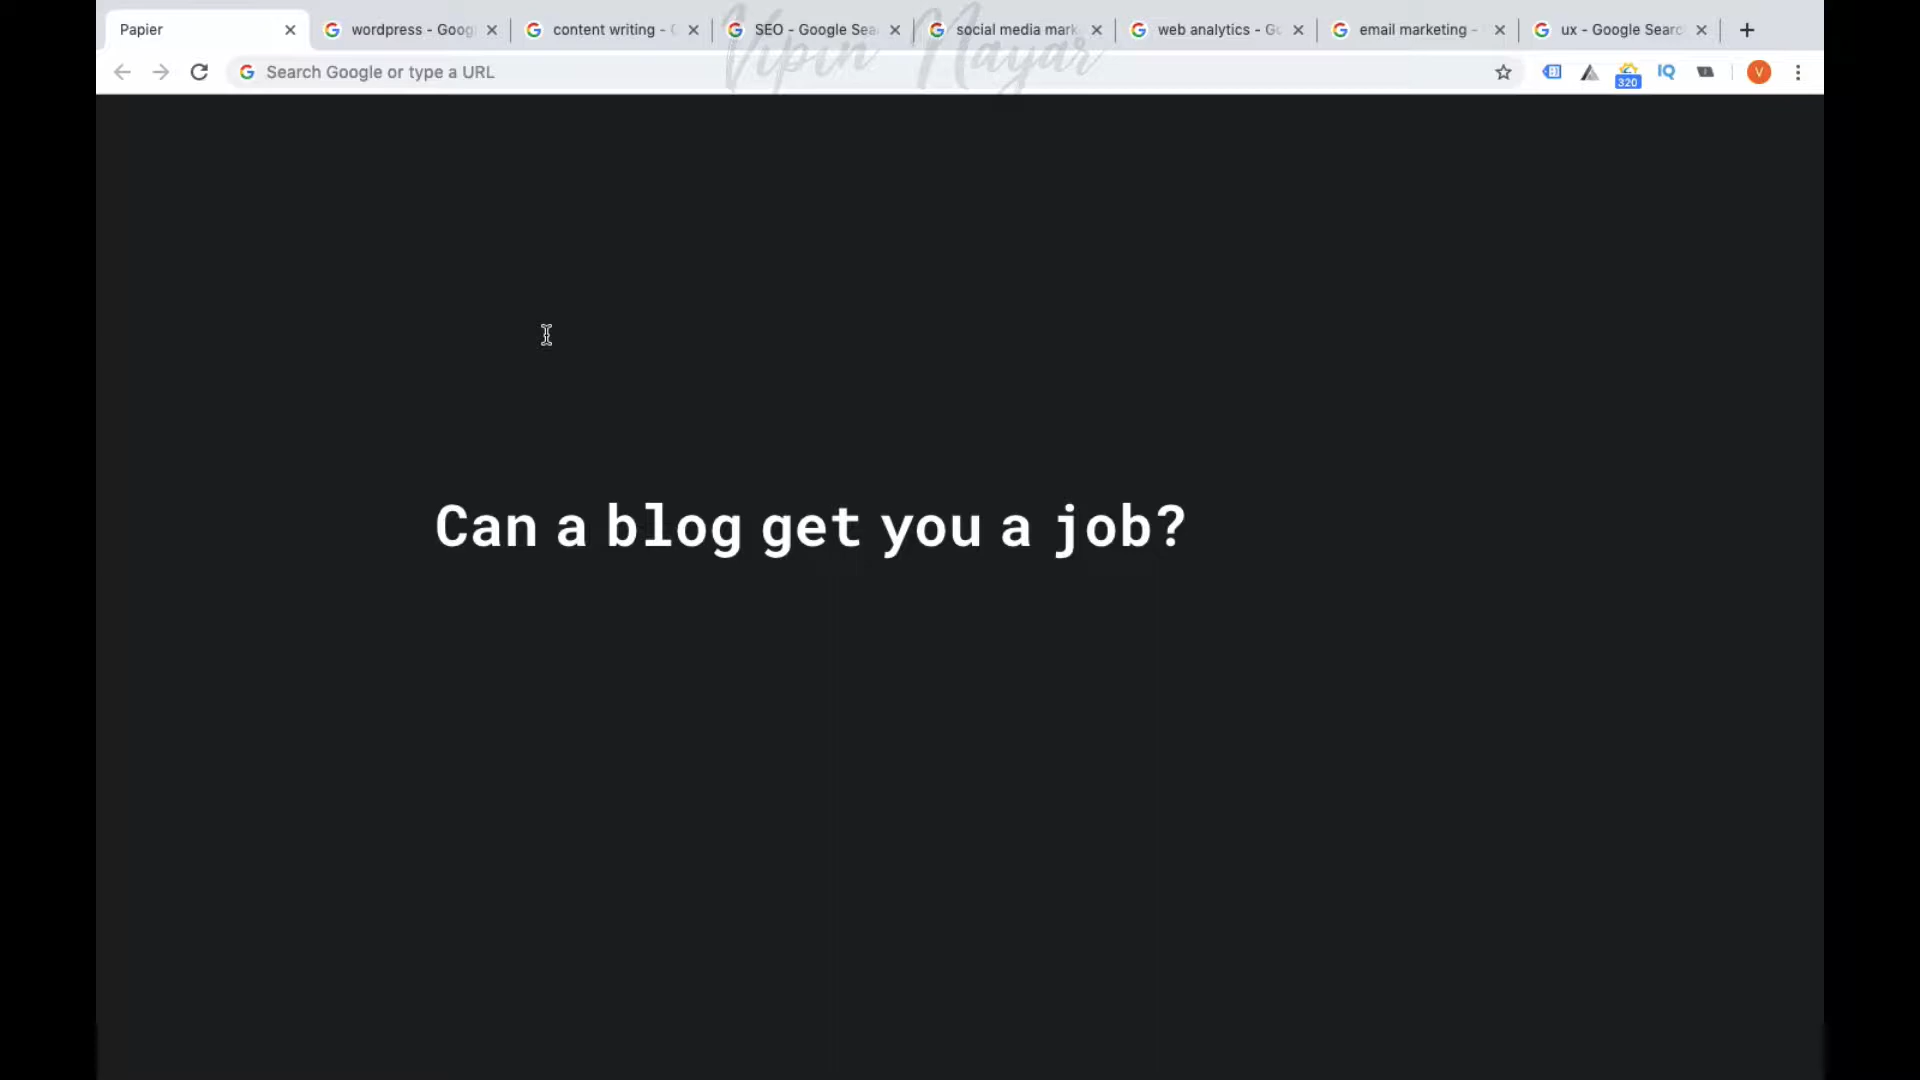 Papier
wordpress - Goog
content writing -
SEO - Google Sea
social media mark
web analytics - G
email marketing -
ux - Google Searc
Search Google or type a URL
320
IQ
V
Vipin Nayar
Can a blog get you a job?